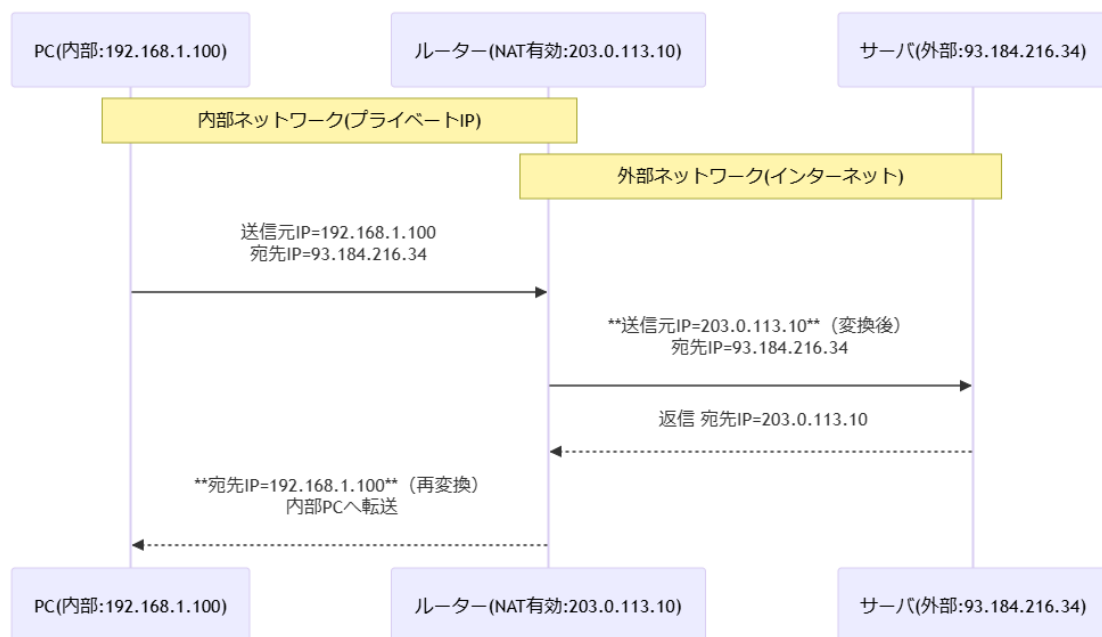 PC(内部:192.168.1.100)
ルーター(NAT有効:203.0.113.10)
サーバ(外部:93.184.216.34)
内部ネットワーク(プライベートIP)
外部ネットワーク(インターネット)
送信元IP=192.168.1.100
宛先IP=93.184.216.34
**送信元IP=203.0.113.10**（変換後）
宛先IP=93.184.216.34
返信 宛先IP=203.0.113.10
**宛先IP=192.168.1.100**（再変換）
内部PCへ転送
PC(内部:192.168.1.100)
ルーター(NAT有効:203.0.113.10)
サーバ(外部:93.184.216.34)